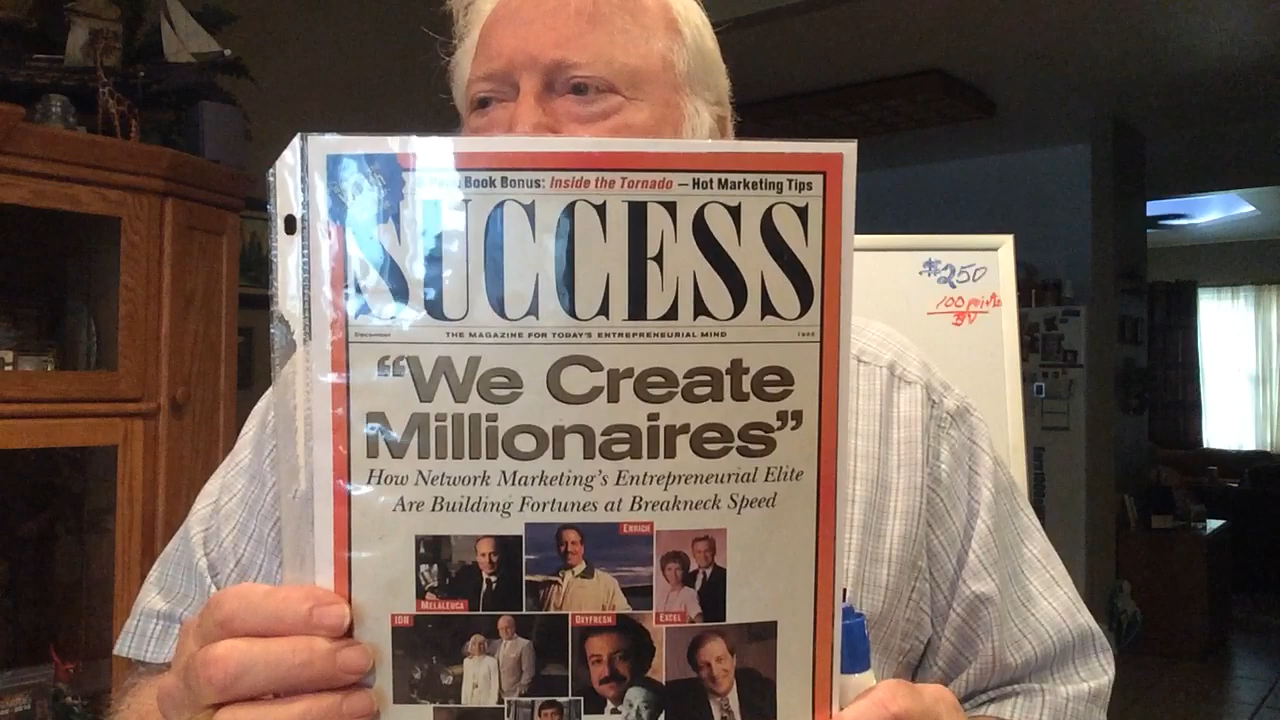 Book Bonus: Inside the Tornado — Hot Marketing Tips
SUCCESS
December THE MAGAZINE FOR TODAY'S ENTREPRENEURIAL MIND
“We Create
Millionaires”
How Network Marketing's Entrepreneurial Elite
Are Building Fortunes at Breakneck Speed
ENRICH
MELALEUCA
EXCEL
OXYFRESH
$250
100 points
BV